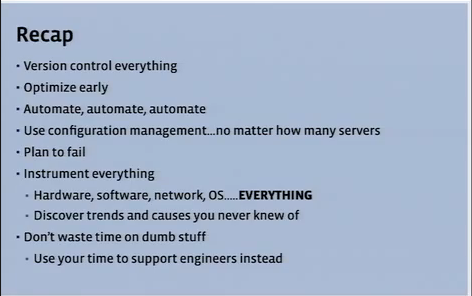 Recap
• Version control everything
• Optimize early
• Automate, automate, automate
• Use configuration management...no matter how many servers
• Plan to fail
• Instrument everything
• Hardware, software, network, OS.....EVERYTHING
• Discover trends and causes you never knew of
• Don't waste time on dumb stuff
• Use your time to support engineers instead